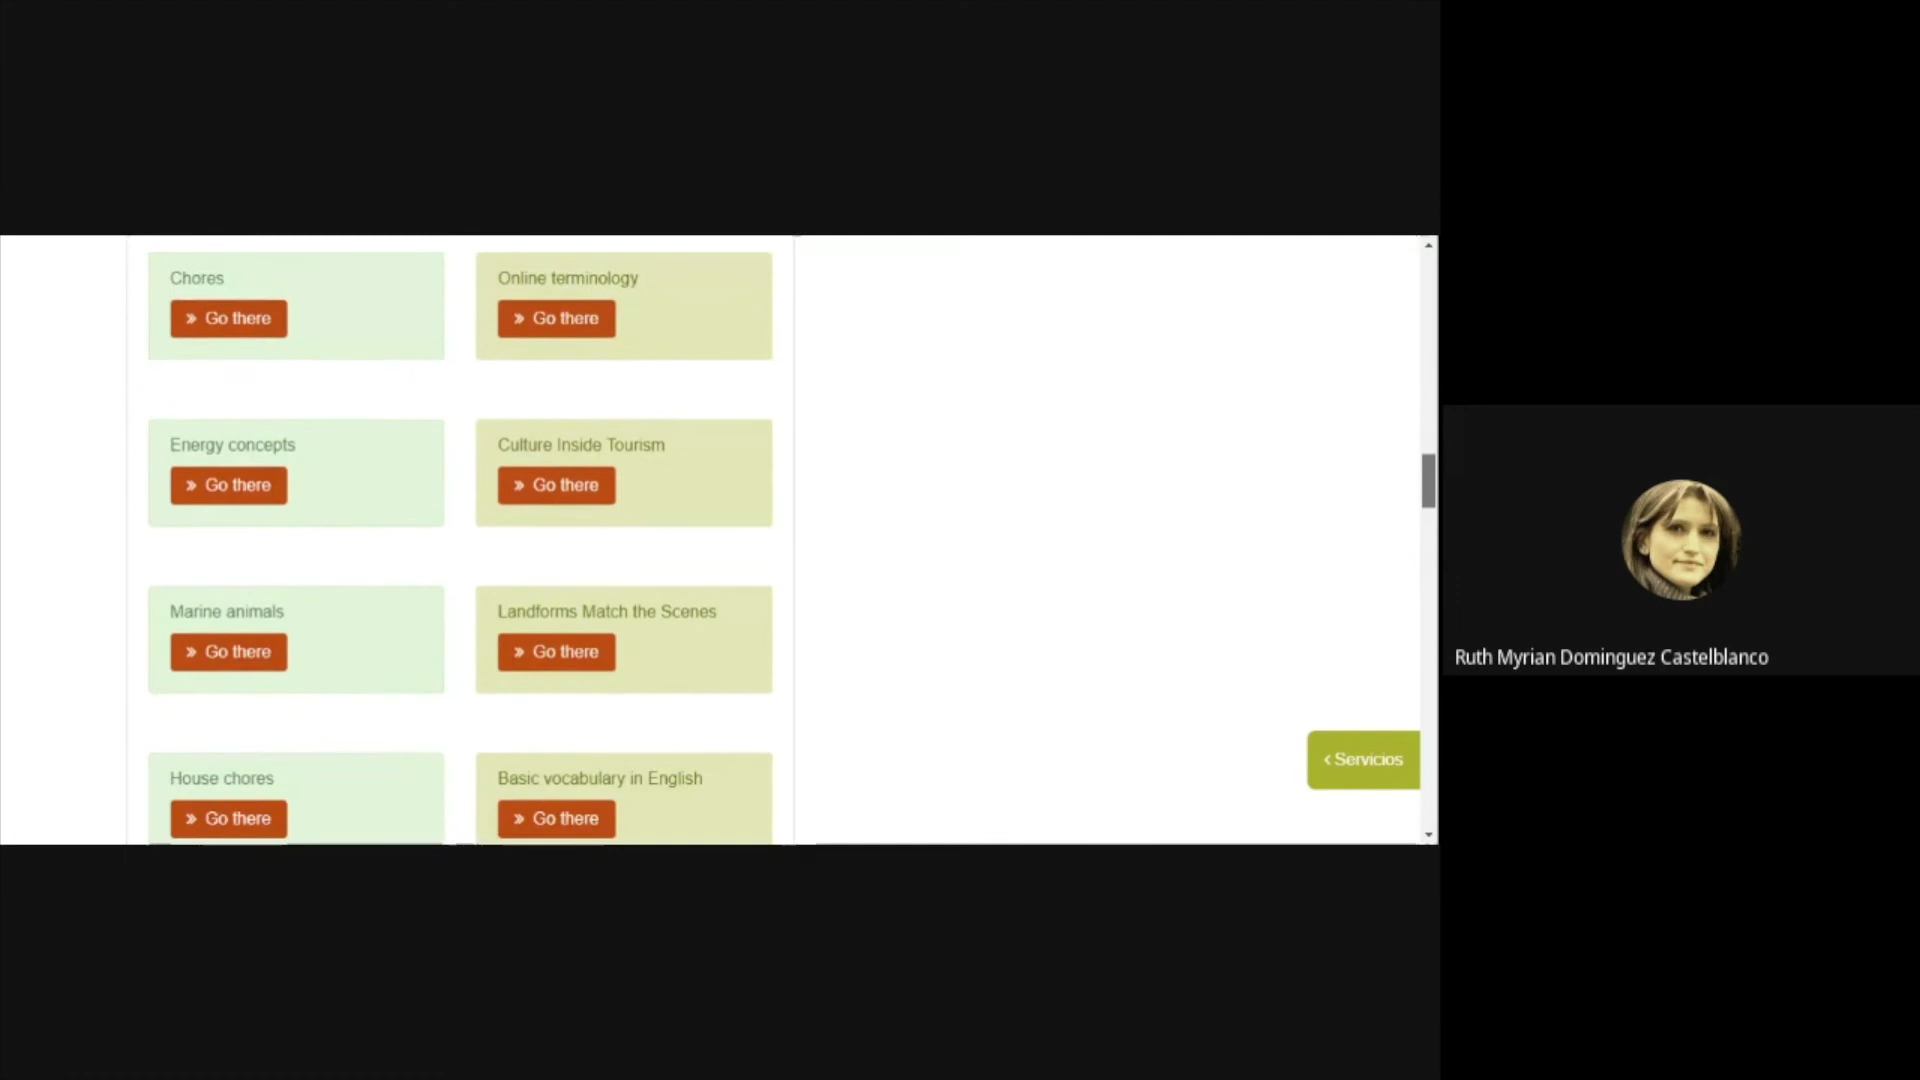 Chores
» Go there
Online terminology
» Go there
Energy concepts
» Go there
Culture Inside Tourism
» Go there
Marine animals
» Go there
Landforms Match the Scenes
» Go there
House chores
» Go there
Basic vocabulary in English
» Go there
‹ Servicios
Ruth Myrian Dominguez Castelblanco